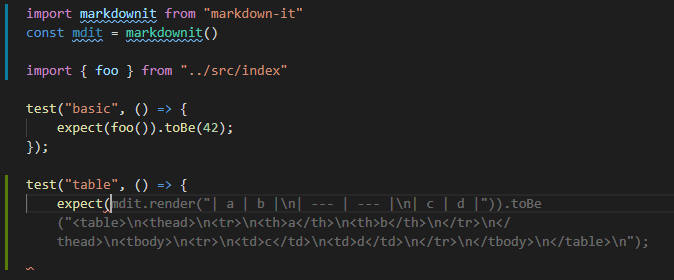 import markdownit from "markdown-it"
const mdit = markdownit()
import { foo } from "../src/index"
test("basic", () => {
    expect(foo()).toBe(42);
});
test("table", () => {
    expect(mdit.render("| a | b |\n| --- | --- |\n| c | d |")).toBe
    ("<table>\n<thead>\n<tr>\n<th>a</th>\n<th>b</th>\n</tr>\n</
    thead>\n<tbody>\n<tr>\n<td>c</td>\n<td>d</td>\n</tr>\n</tbody>\n</table>\n");